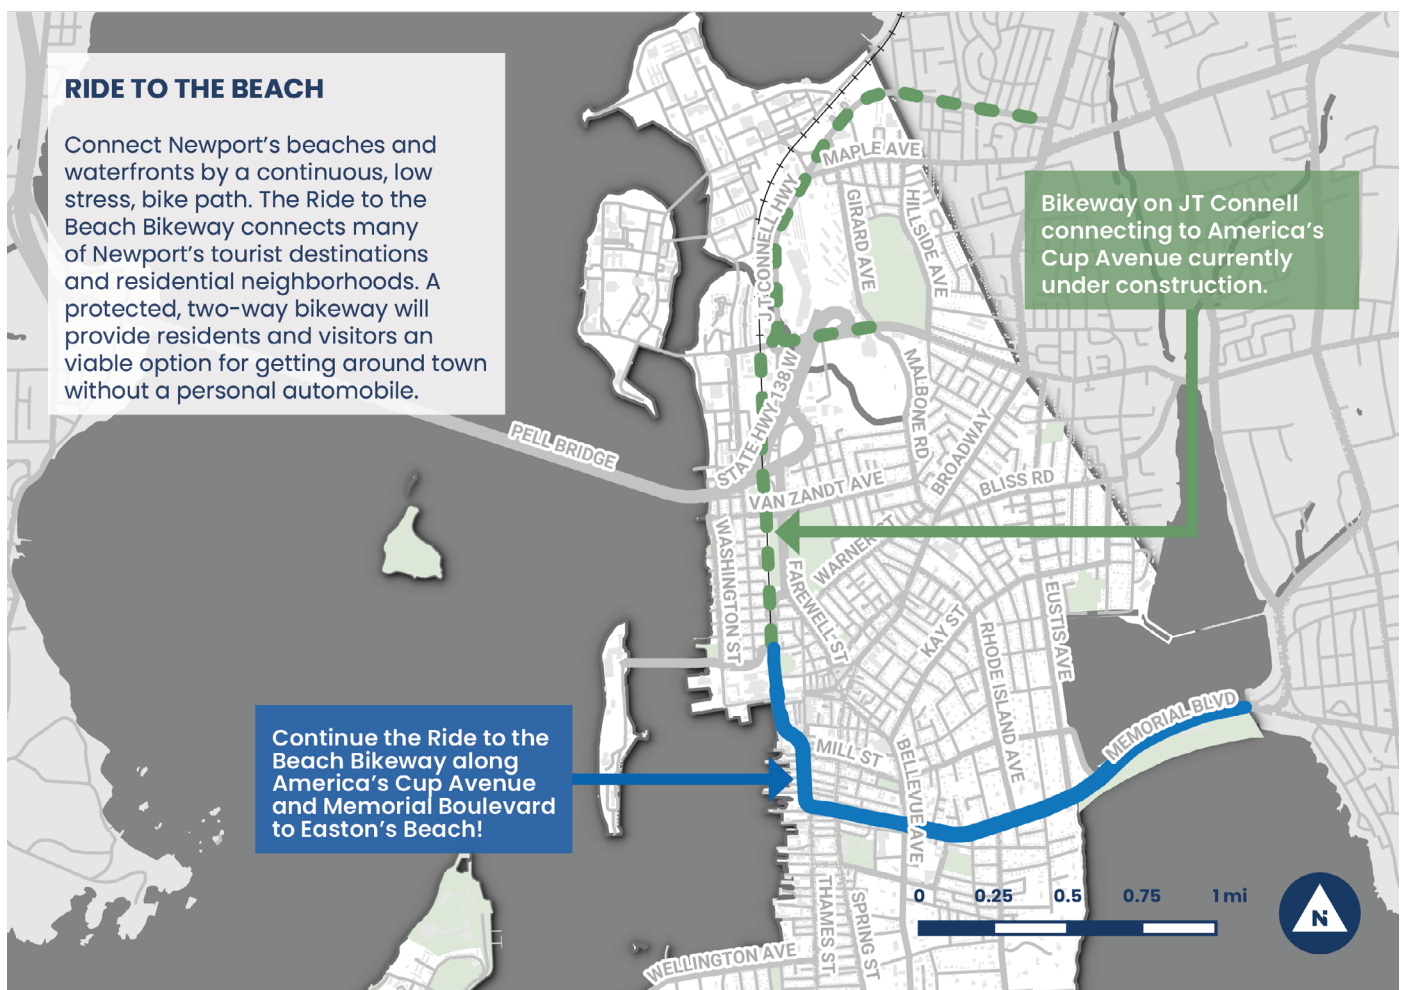 RIDE TO THE BEACH
Connect Newport's beaches and
waterfronts by a continuous, low
stress, bike path. The Ride to the
Beach Bikeway connects many
of Newport's tourist destinations
and residential neighborhoods. A
protected, two-way bikeway will
provide residents and visitors an
viable option for getting around town
without a personal automobile.
Bikeway on JT Connell
connecting to America's
Cup Avenue currently
under construction.
Continue the Ride to the
Beach Bikeway along
America's Cup Avenue
and Memorial Boulevard
to Easton's Beach!
MAPLE AVE
J T CONNELL HWY
GIRARD AVE
HILLSIDE AVE
MALBONE RD
STATE HWY 138 W
PELL BRIDGE
BROADWAY
BLISS RD
VAN ZANDT AVE
WASHINGTON ST
WARNER ST
FAREWELL ST
KAY ST
EUSTIS AVE
RHODE ISLAND AVE
MEMORIAL BLVD
MILL ST
BELLEVUE AVE
THAMES ST
SPRING ST
WELLINGTON AVE
0 0.25 0.5 0.75 1 mi
N